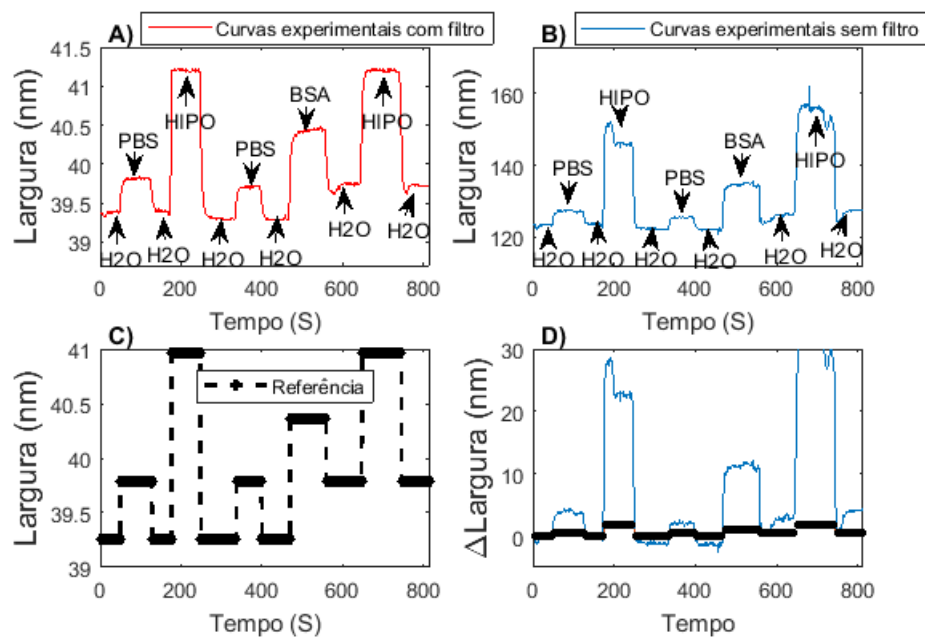 A)
Curvas experimentais com filtro
41.5
41
40.5
40
39.5
39
Largura (nm)
PBS
HIPO
PBS
BSA
HIPO
H2O
H2O
H2O
H2O
H2O
H2O
0
200
400
600
800
Tempo (S)
B)
Curvas experimentais sem filtro
160
140
120
Largura (nm)
HIPO
PBS
PBS
BSA
HIPO
H2O
H2O
H2O
H2O
H2O
H2O
0
200
400
600
800
Tempo (S)
C)
Referência
41
40.5
40
39.5
39
Largura (nm)
0
200
400
600
800
Tempo (S)
D)
30
20
10
0
ΔLargura (nm)
0
200
400
600
800
Tempo